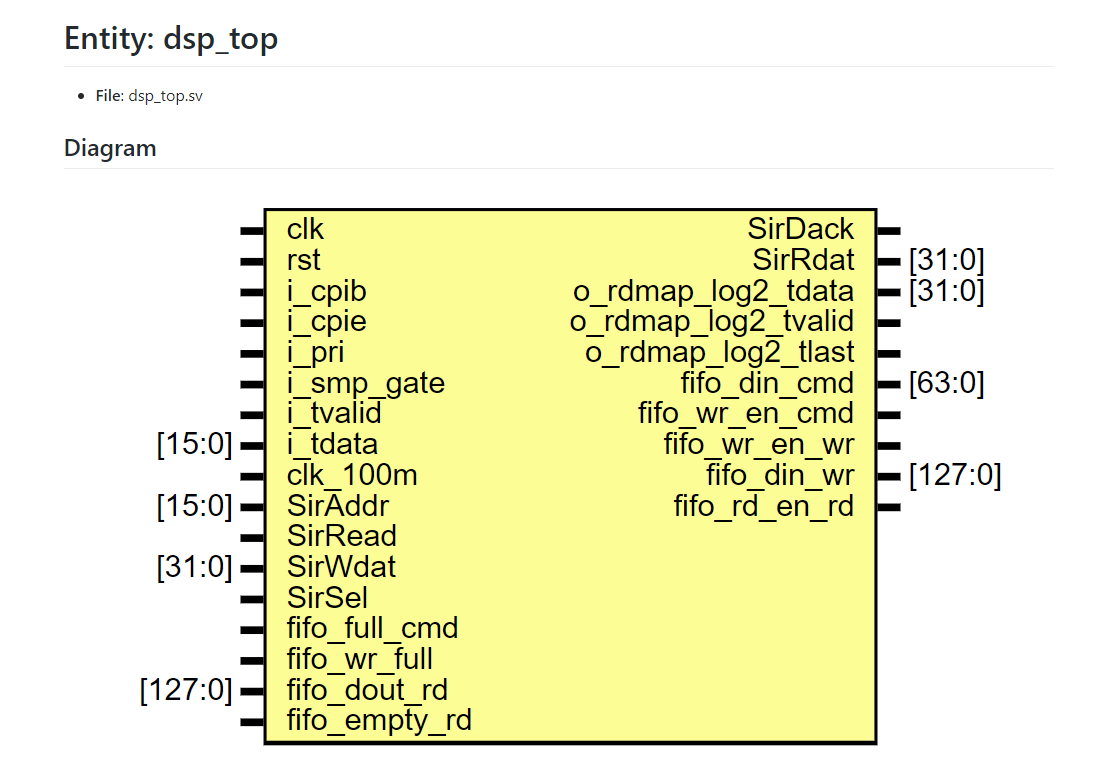 Entity: dsp_top
File: dsp_top.sv
Diagram
clk SirDack
rst SirRdat [31:0]
i_cpib o_rdmap_log2_tdata [31:0]
i_cpie o_rdmap_log2_tvalid
i_pri o_rdmap_log2_tlast
i_smp_gate fifo_din_cmd [63:0]
i_tvalid fifo_wr_en_cmd
[15:0] i_tdata fifo_wr_en_wr
clk_100m fifo_din_wr [127:0]
[15:0] SirAddr fifo_rd_en_rd
SirRead
[31:0] SirWdat
SirSel
fifo_full_cmd
fifo_wr_full
[127:0] fifo_dout_rd
fifo_empty_rd